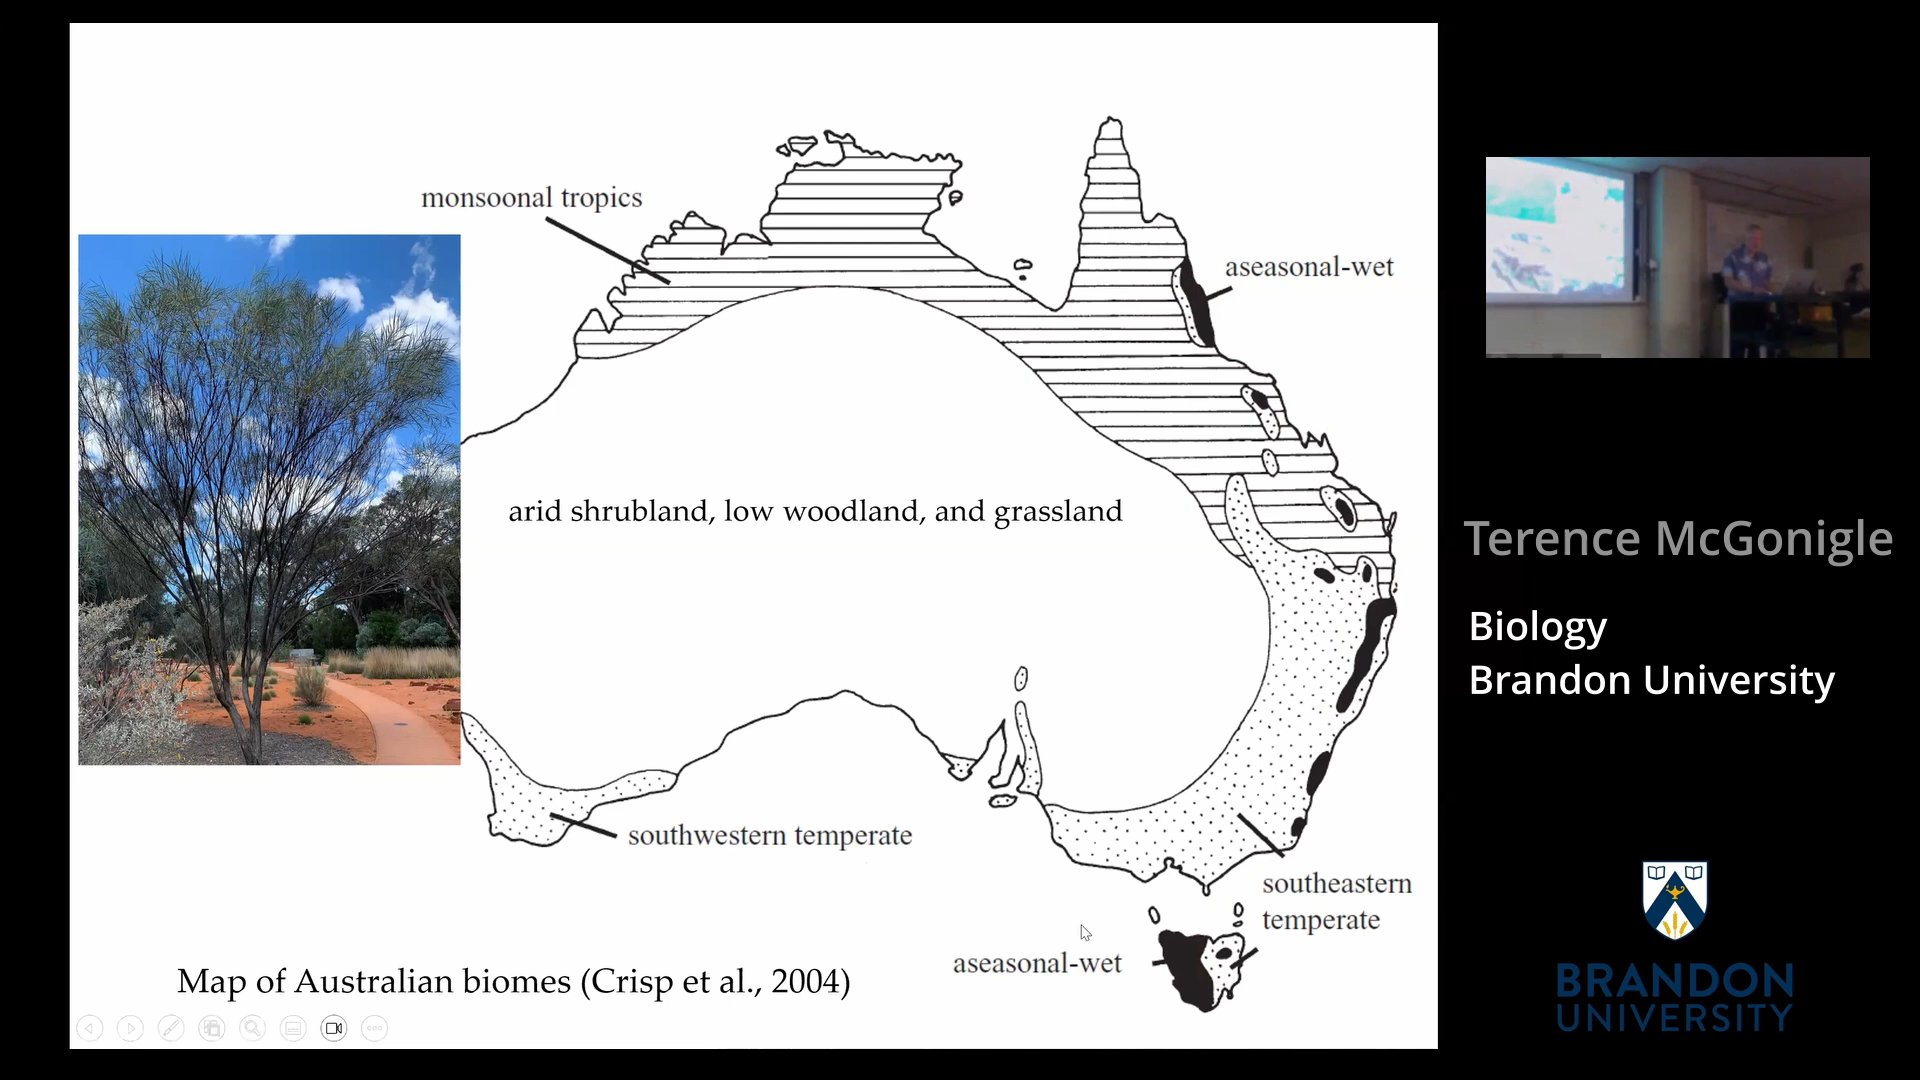 monsoonal tropics
aseasonal-wet
arid shrubland, low woodland, and grassland
southwestern temperate
southeastern
temperate
aseasonal-wet
Map of Australian biomes (Crisp et al., 2004)
Terence McGonigle
Biology
Brandon University
BRANDON
UNIVERSITY